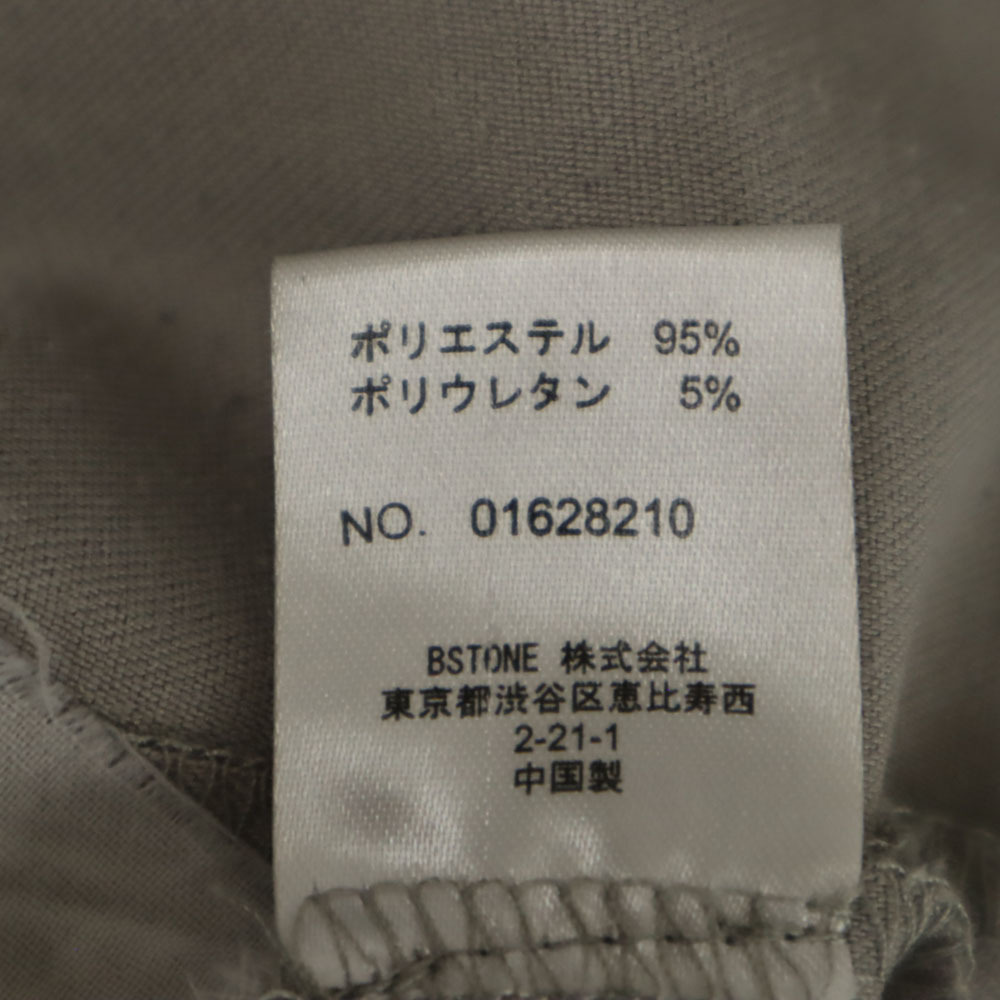 ポリエステル 95%
ポリウレタン 5%
NO. 01628210
BSTONE 株式会社
東京都渋谷区恵比寿西
2-21-1
中国製